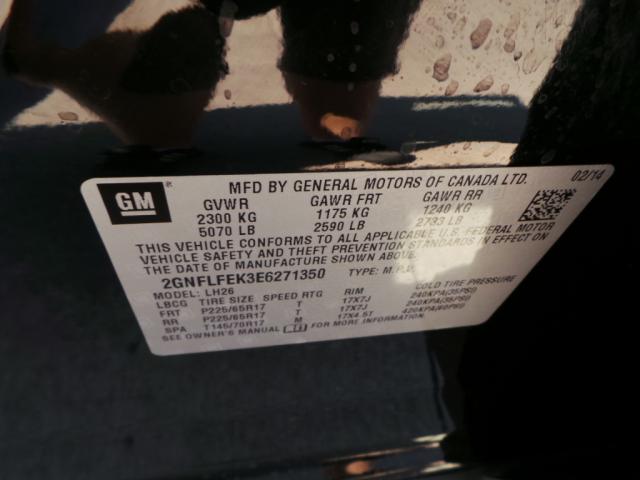 GM ®
MFD BY GENERAL MOTORS OF CANADA LTD. 02/14
GVWR GAWR FRT GAWR RR
2300 KG 1175 KG 1240 KG
5070 LB 2590 LB 2733 LB
THIS VEHICLE CONFORMS TO ALL APPLICABLE U.S. FEDERAL MOTOR
VEHICLE SAFETY AND THEFT PREVENTION STANDARDS IN EFFECT ON
THE DATE OF MANUFACTURE SHOWN ABOVE.
2GNFLFEK3E6271350 TYPE: M.P.V.
MODEL: LH26
LBCG TIRE SIZE SPEED RTG RIM COLD TIRE PRESSURE
FRT P225/65R17 T 17X7J 240KPA(35PSI)
RR P225/65R17 T 17X7J 240KPA(35PSI)
SPA T145/70R17 M 17X4.5T 420KPA(60PSI)
SEE OWNER'S MANUAL FOR MORE INFORMATION.